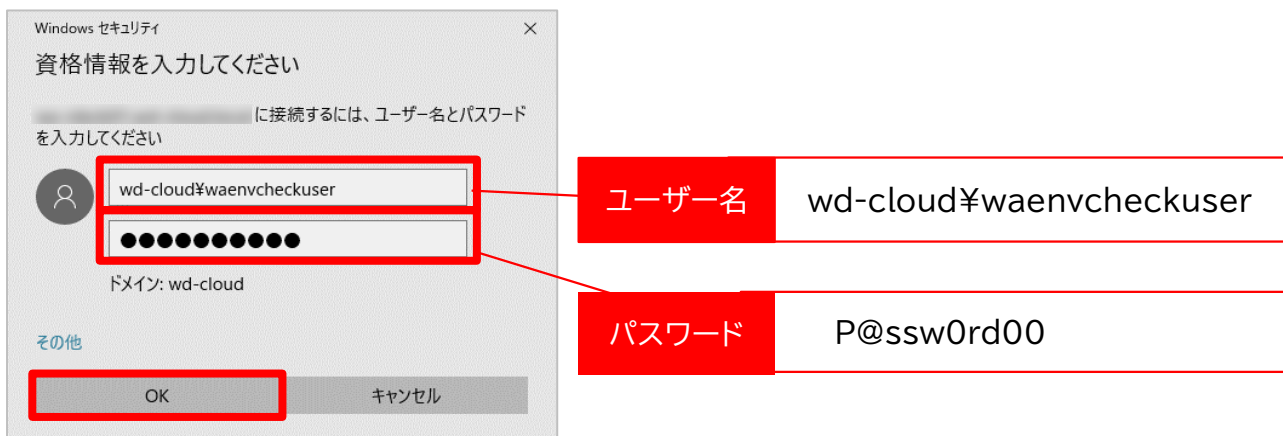 Windows セキュリティ
資格情報を入力してください
に接続するには、ユーザー名とパスワード
を入力してください
wd-cloud¥waenvcheckuser
●●●●●●●●●●
ドメイン: wd-cloud
その他
OK
キャンセル
ユーザー名
wd-cloud¥waenvcheckuser
パスワード
P@ssw0rd00